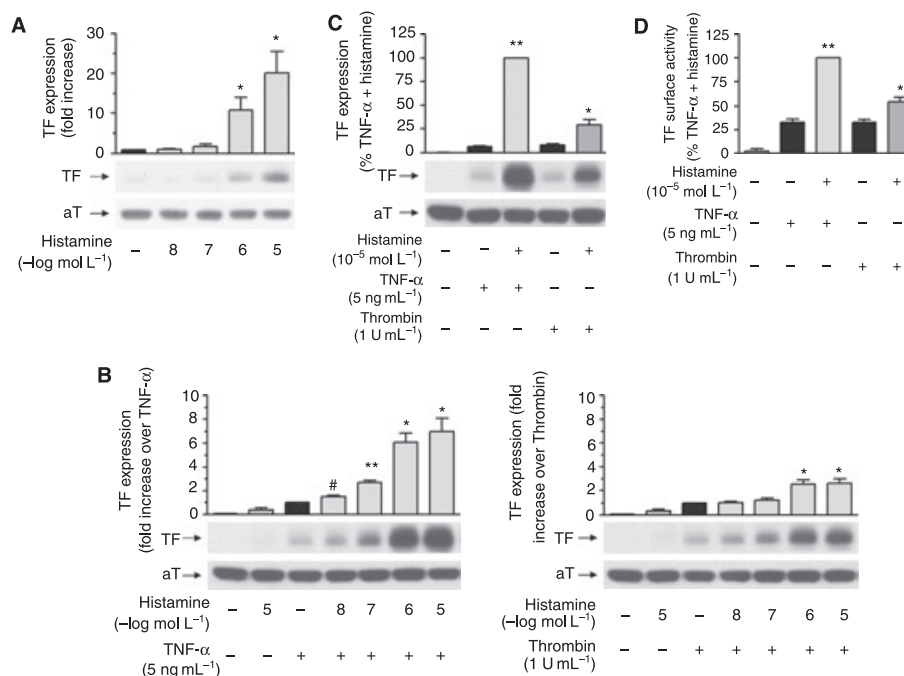 A
TF expression
(fold increase)
30
20
10
0
*
*
TF
aT
Histamine
(–log mol L⁻¹)
– 8 7 6 5
C
TF expression
(% TNF-α + histamine)
125
100
75
50
25
0
**
*
TF
aT
Histamine
(10⁻⁵ mol L⁻¹)
– – + – +
TNF-α
(5 ng mL⁻¹)
– + + – –
Thrombin
(1 U mL⁻¹)
– – – + +
D
TF surface activity
(% TNF-α + histamine)
125
100
75
50
25
0
**
*
Histamine
(10⁻⁵ mol L⁻¹)
– – + – +
TNF-α
(5 ng mL⁻¹)
– + + – –
Thrombin
(1 U mL⁻¹)
– – – + +
B
TF expression
(fold increase over TNF-α)
10
8
6
4
2
0
#
**
*
*
TF
aT
Histamine
(–log mol L⁻¹)
– 5 – 8 7 6 5
TNF-α
(5 ng mL⁻¹)
– – + + + + +
TF expression (fold
increase over Thrombin)
10
8
6
4
2
0
*
*
TF
aT
Histamine
(–log mol L⁻¹)
– 5 – 8 7 6 5
Thrombin
(1 U mL⁻¹)
– – + + + + +